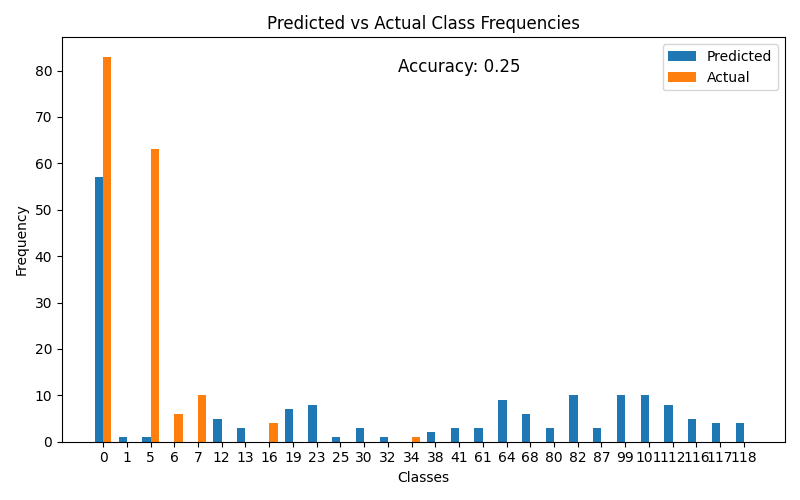 Predicted vs Actual Class Frequencies
Accuracy: 0.25
Predicted
Actual
Frequency
80
70
60
50
40
30
20
10
0
0 1 5 6 7 12 13 16 19 23 25 30 32 34 38 41 61 64 68 80 82 87 99 101 112 116 117 118
Classes